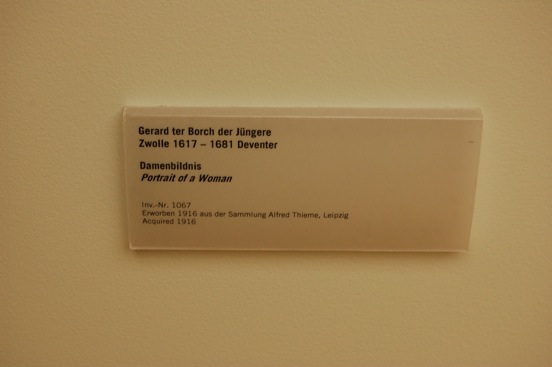 Gerard ter Borch der Jüngere
Zwolle 1617 – 1681 Deventer
Damenbildnis
Portrait of a Woman
Inv.-Nr. 1067
Erworben 1916 aus der Sammlung Alfred Thieme, Leipzig
Acquired 1916